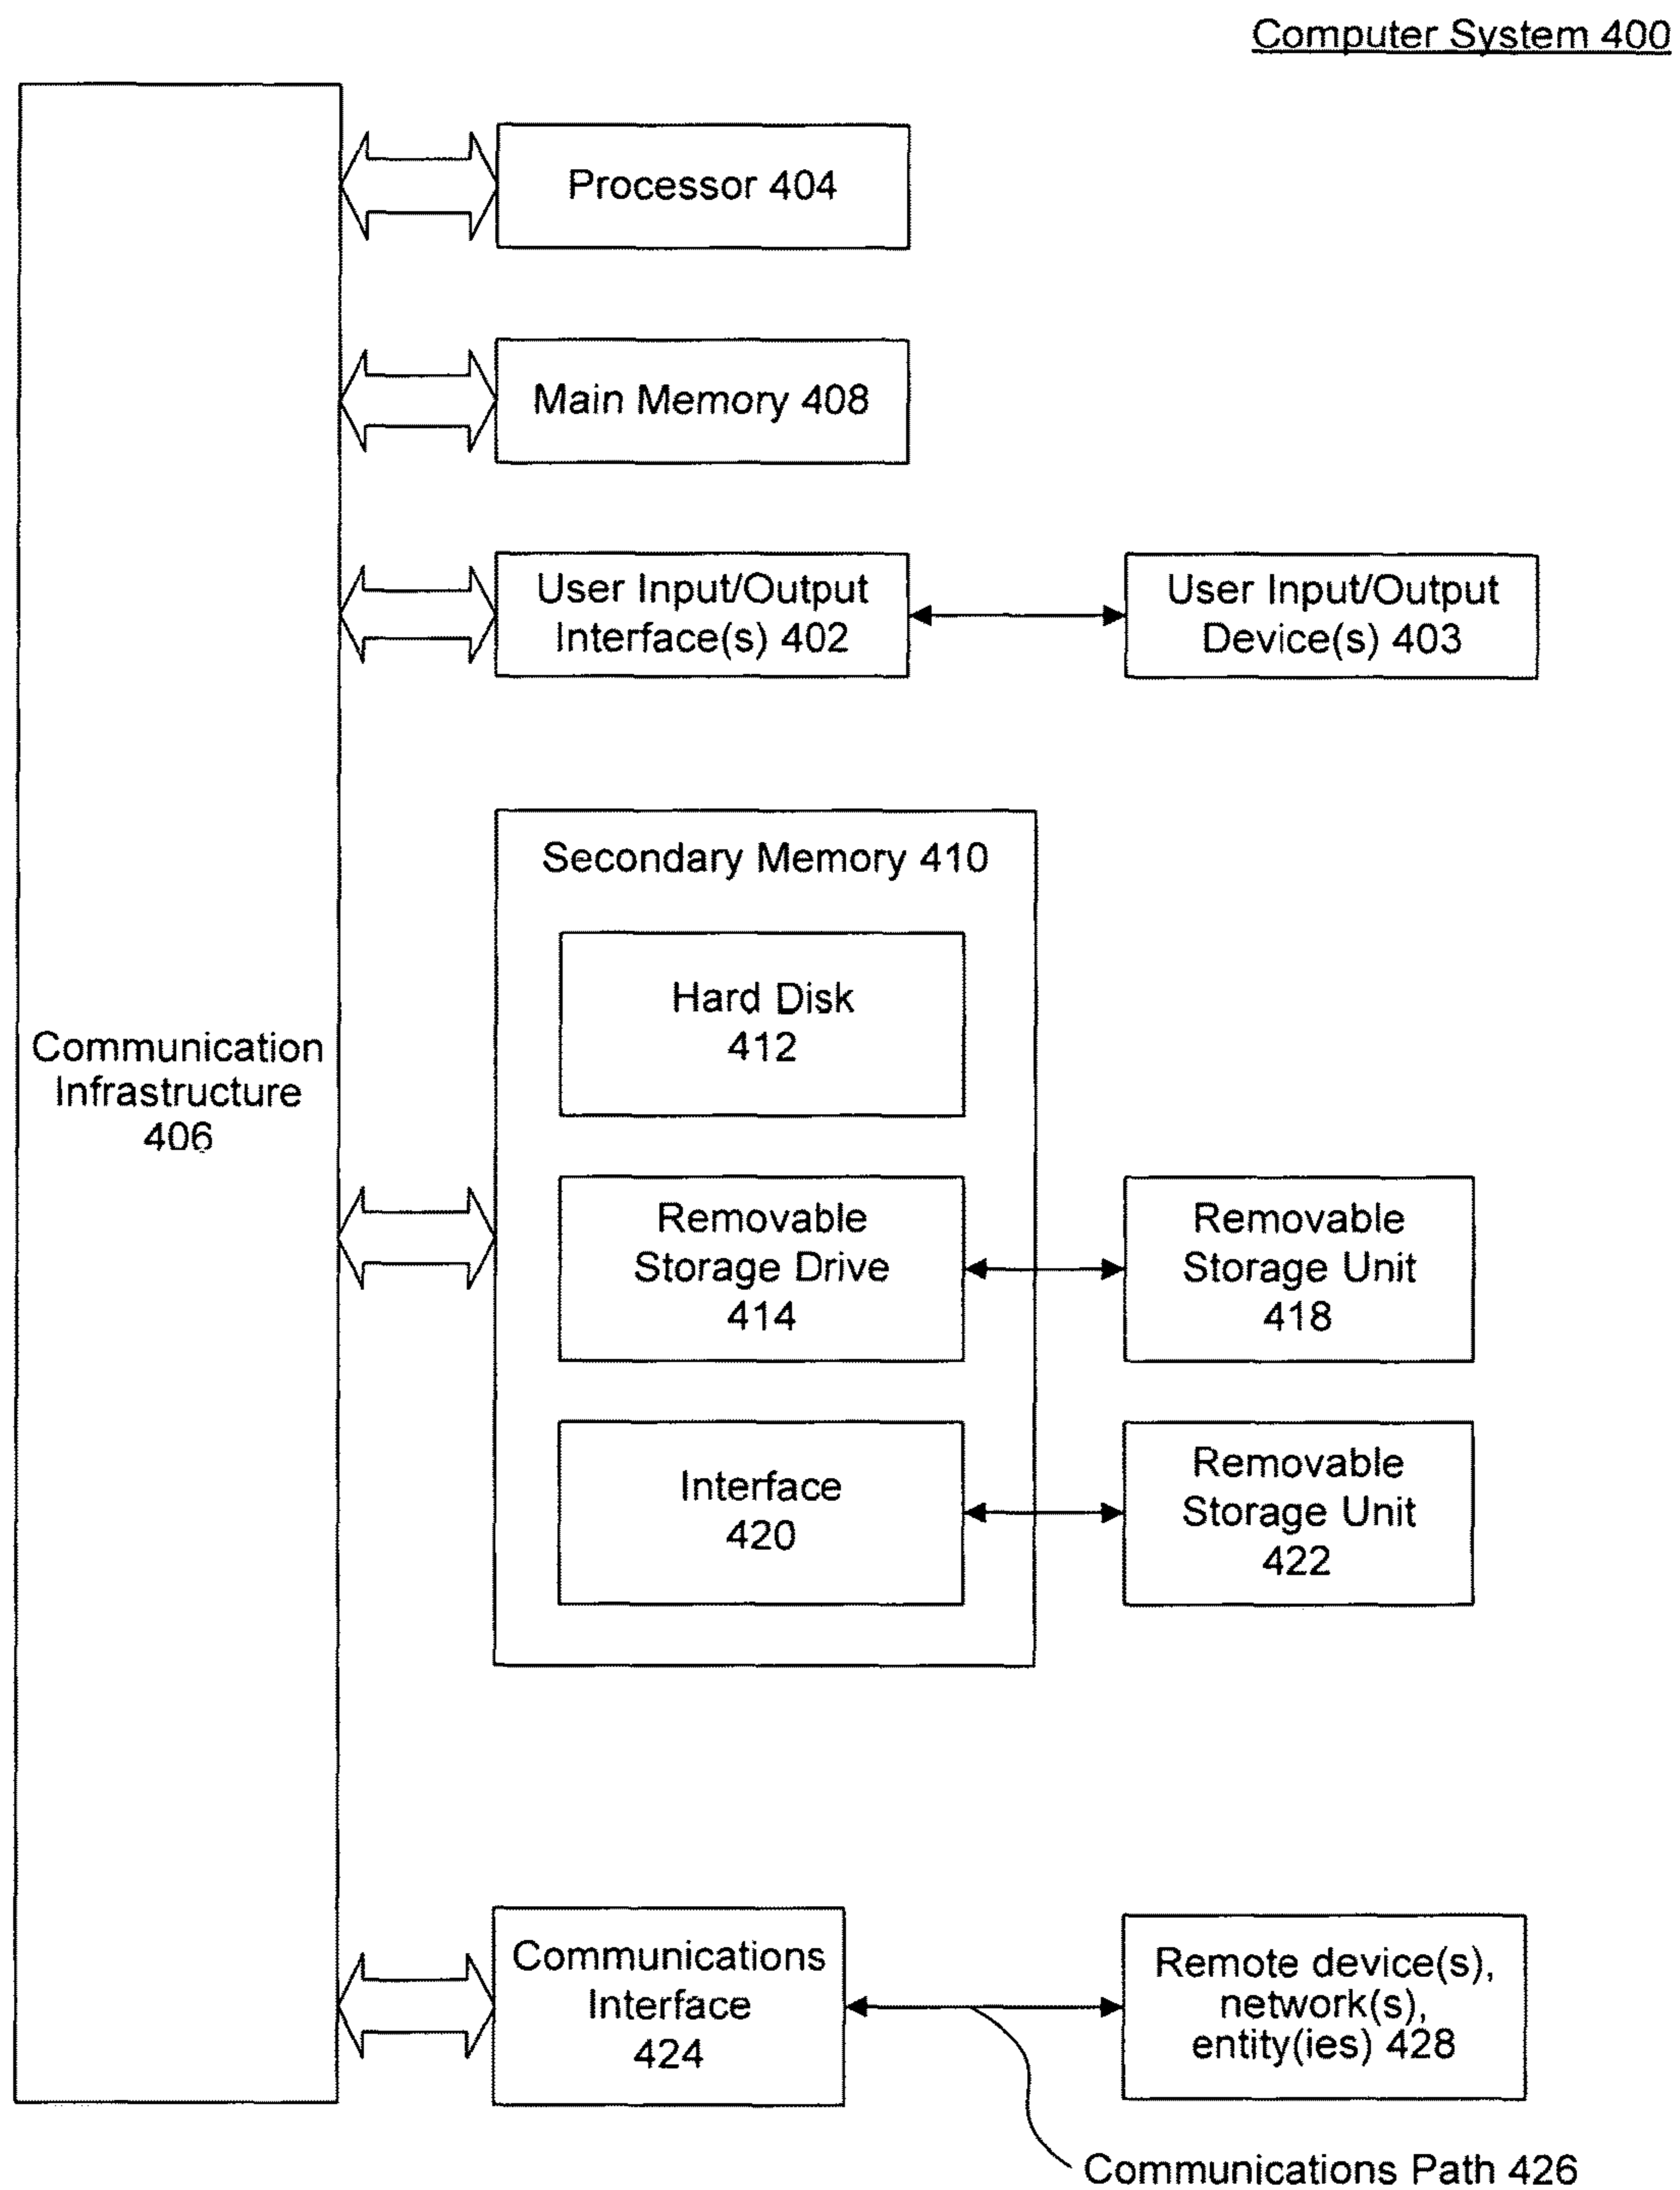 Computer System 400
Processor 404
Main Memory 408
User Input/Output
Interface(s) 402
User Input/Output
Device(s) 403
Secondary Memory 410
Hard Disk
412
Communication
Infrastructure
406
Removable
Storage Drive
414
Removable
Storage Unit
418
Interface
420
Removable
Storage Unit
422
Communications
Interface
424
Remote device(s),
network(s),
entity(ies) 428
Communications Path 426